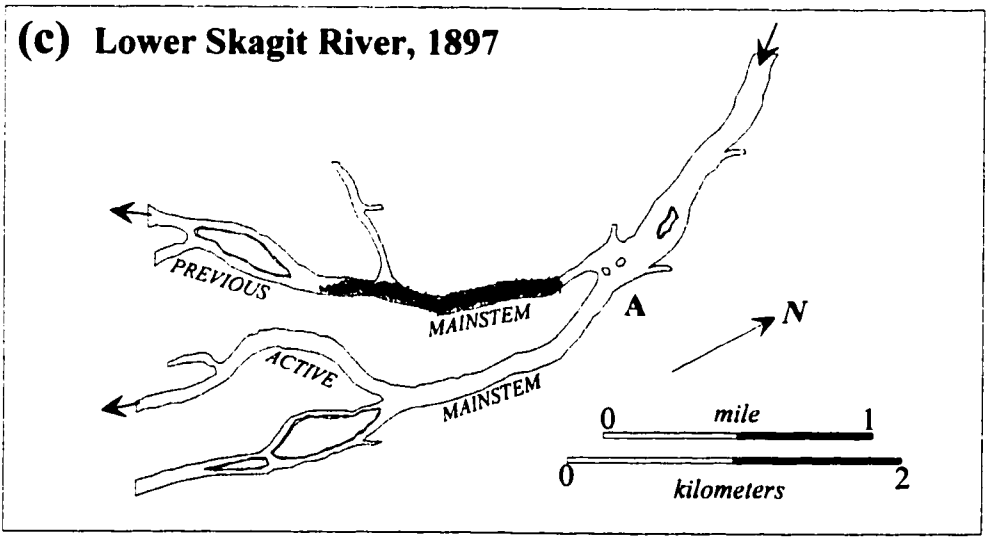 (c) Lower Skagit River, 1897
PREVIOUS
MAINSTEM
A
N
ACTIVE
MAINSTEM
0 mile 1
0 kilometers 2